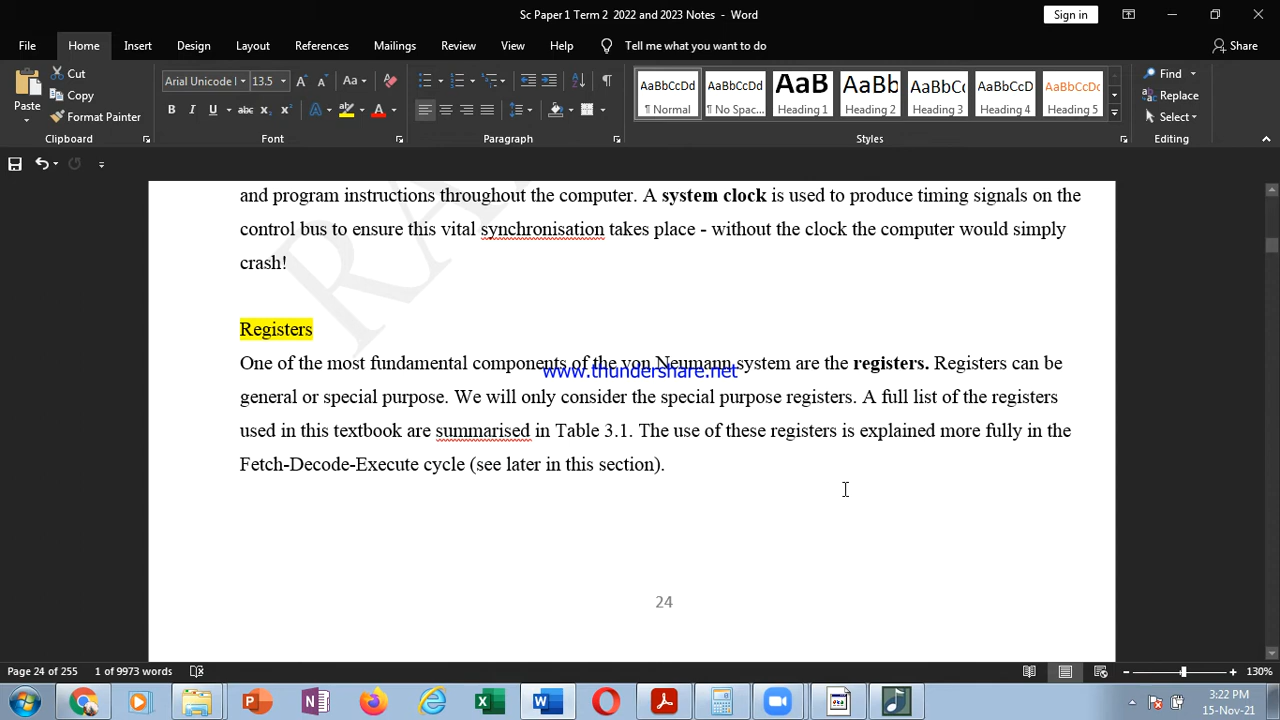 Sc Paper 1 Term 2 2022 and 2023 Notes - Word
Sign in
File Home Insert Design Layout References Mailings Review View Help Tell me what you want to do
Share
Paste
Cut
Copy
Format Painter
Clipboard
Arial Unicode I 13.5
Font
Paragraph
AaBbCcDd AaBbCcDd AaB AaBb( AaBbC( AaBbCcD AaBbCcDd
¶ Normal ¶ No Spac... Heading 1 Heading 2 Heading 3 Heading 4 Heading 5
Styles
Find
Replace
Select
Editing
and program instructions throughout the computer. A system clock is used to produce timing signals on the
control bus to ensure this vital synchronisation takes place - without the clock the computer would simply
crash!
Registers
One of the most fundamental components of the von Neumann system are the registers. Registers can be
www.thundershare.net
general or special purpose. We will only consider the special purpose registers. A full list of the registers
used in this textbook are summarised in Table 3.1. The use of these registers is explained more fully in the
Fetch-Decode-Execute cycle (see later in this section).
24
Page 24 of 255 1 of 9973 words
130%
3:22 PM
15-Nov-21